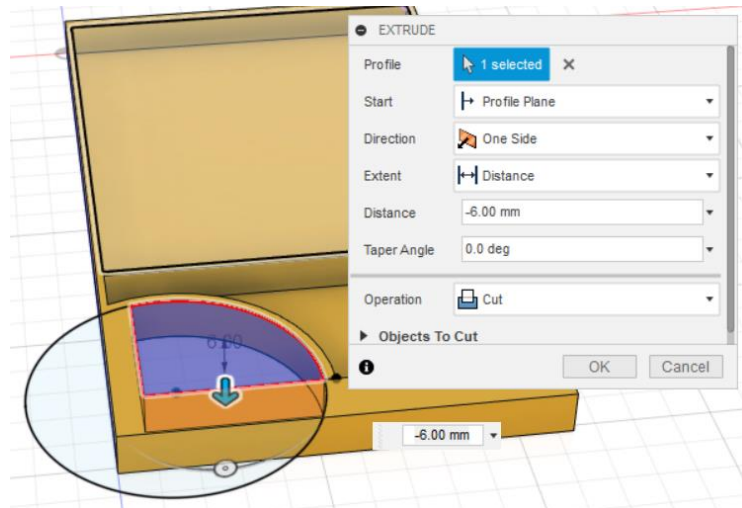 EXTRUDE
Profile 1 selected
Start Profile Plane
Direction One Side
Extent Distance
Distance -6.00 mm
Taper Angle 0.0 deg
Operation Cut
Objects To Cut
OK Cancel
6.00
-6.00 mm